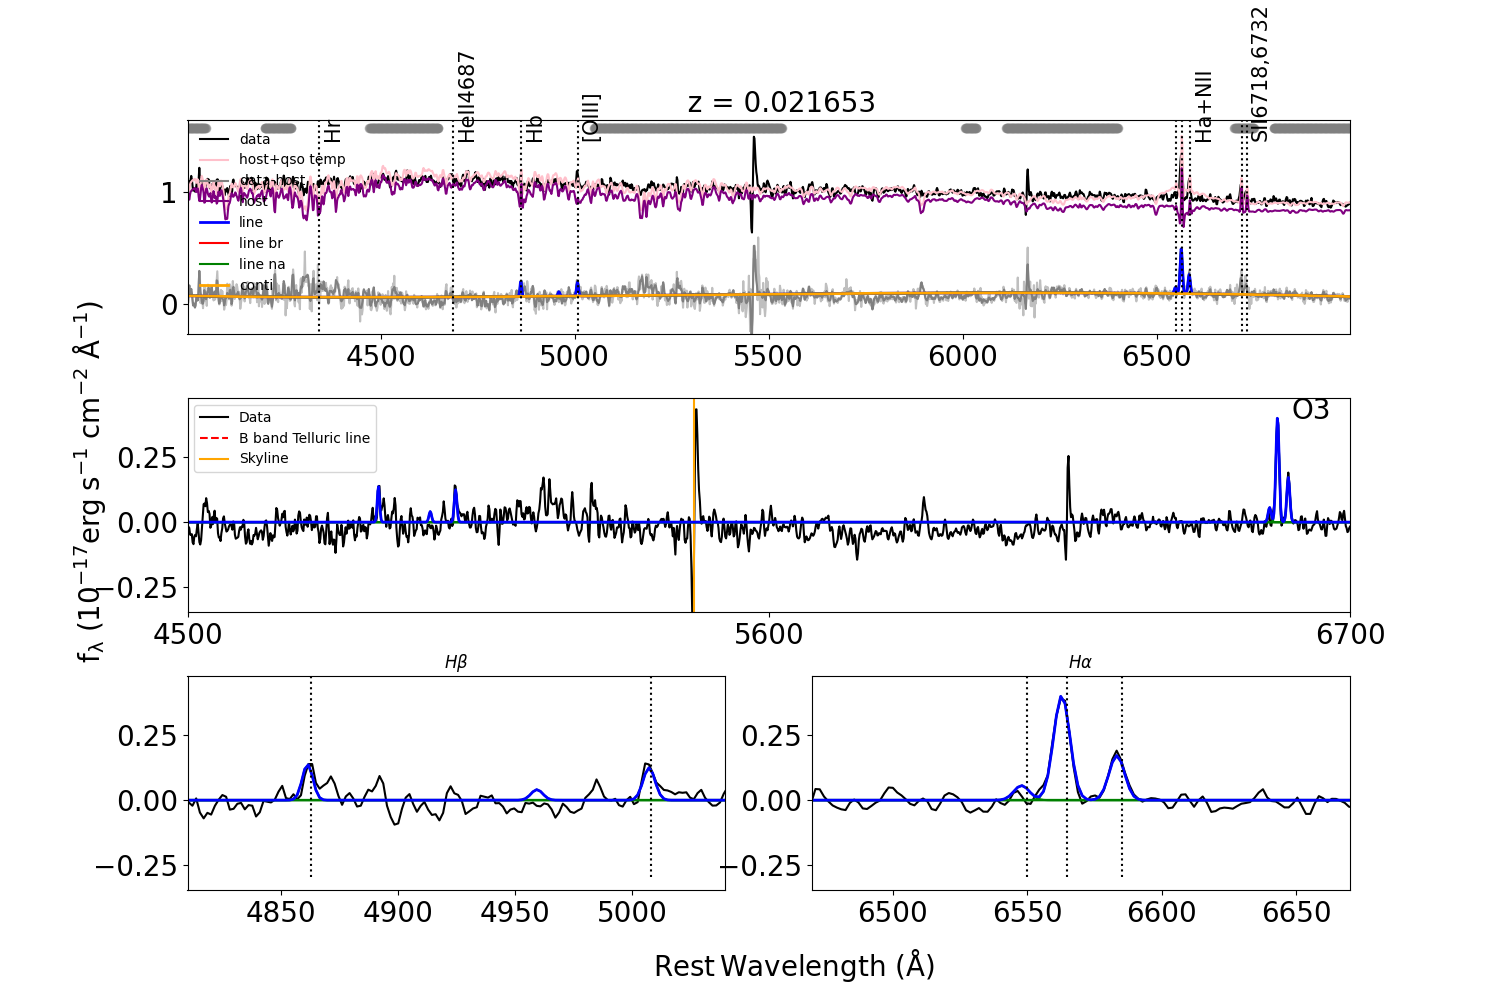 z = 0.021653
Hr
HeII4687
Hb
[OIII]
Ha+NII
SII6718,6732
data
host+qso temp
data-host
host
line
line br
line na
conti
1
0
4500
5000
5500
6000
6500
fλ (10−17erg s−1 cm−2 Å−1)
O3
Data
B band Telluric line
Skyline
0.25
0.00
−0.25
4500
5600
6700
Hβ
0.25
0.00
−0.25
4850
4900
4950
5000
Hα
0.25
0.00
−0.25
6500
6550
6600
6650
Rest Wavelength (Å)